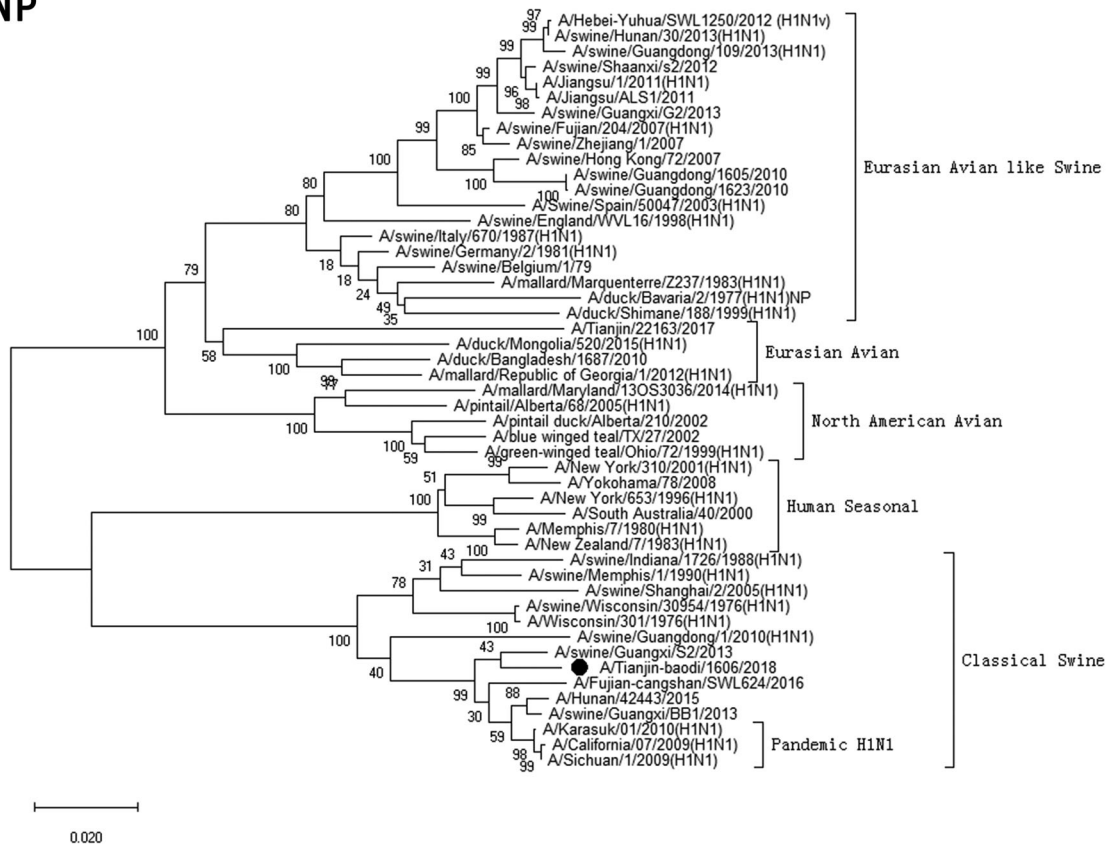 NP
97
A/Hebei-Yuhua/SWL1250/2012 (H1N1v)
99
A/swine/Hunan/30/2013(H1N1)
99
A/swine/Guangdong/109/2013(H1N1)
A/swine/Shaanxi/s2/2012
99
A/Jiangsu/1/2011(H1N1)
96
A/Jiangsu/ALS1/2011
100
98
A/swine/Guangxi/G2/2013
99
A/swine/Fujian/204/2007(H1N1)
85
A/swine/Zhejiang/1/2007
100
A/swine/Hong Kong/72/2007
Eurasian Avian like Swine
100
A/swine/Guangdong/1605/2010
80
100
A/swine/Guangdong/1623/2010
A/Swine/Spain/50047/2003(H1N1)
80
A/swine/England/WVL16/1998(H1N1)
A/swine/Italy/670/1987(H1N1)
18
A/swine/Germany/2/1981(H1N1)
79
18
A/swine/Belgium/1/79
24
A/mallard/Marquenterre/Z237/1983(H1N1)
49
A/duck/Bavaria/2/1977(H1N1)NP
35
A/duck/Shimane/188/1999(H1N1)
100
A/Tianjin/22163/2017
58
A/duck/Mongolia/520/2015(H1N1)
Eurasian Avian
100
A/duck/Bangladesh/1687/2010
99
A/mallard/Republic of Georgia/1/2012(H1N1)
77
A/mallard/Maryland/13OS3036/2014(H1N1)
A/pintail/Alberta/68/2005(H1N1)
100
A/pintail duck/Alberta/210/2002
North American Avian
100
A/blue winged teal/TX/27/2002
59
A/green-winged teal/Ohio/72/1999(H1N1)
99
A/New York/310/2001(H1N1)
51
A/Yokohama/78/2008
100
A/New York/653/1996(H1N1)
Human Seasonal
99
A/South Australia/40/2000
A/Memphis/7/1980(H1N1)
100
A/New Zealand/7/1983(H1N1)
43
A/swine/Indiana/1726/1988(H1N1)
31
A/swine/Memphis/1/1990(H1N1)
78
A/swine/Shanghai/2/2005(H1N1)
A/swine/Wisconsin/30954/1976(H1N1)
100
A/Wisconsin/301/1976(H1N1)
100
A/swine/Guangdong/1/2010(H1N1)
43
A/swine/Guangxi/S2/2013
Classical Swine
40
A/Tianjin-baodi/1606/2018
A/Fujian-cangshan/SWL624/2016
99
88
A/Hunan/42443/2015
30
A/swine/Guangxi/BB1/2013
59
A/Karasuk/01/2010(H1N1)
98
A/California/07/2009(H1N1)
Pandemic H1N1
99
A/Sichuan/1/2009(H1N1)
0.020